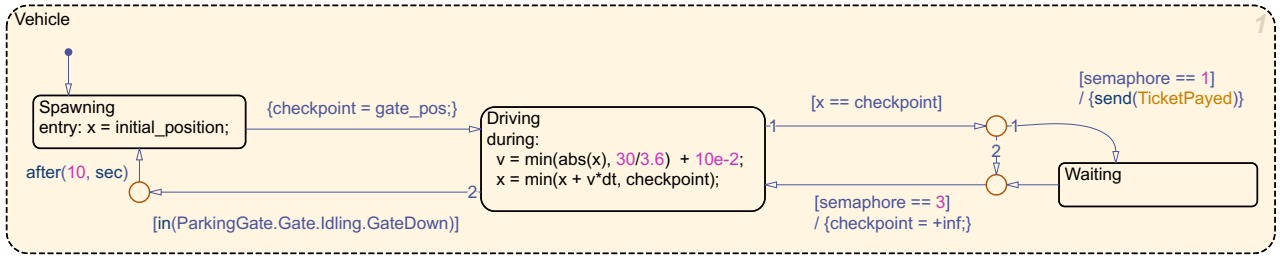 Vehicle
1
Spawning
entry: x = initial_position;
{checkpoint = gate_pos;}
Driving
during:
v = min(abs(x), 30/3.6) + 10e-2;
x = min(x + v*dt, checkpoint);
1
[x == checkpoint]
1
[semaphore == 1]
/ {send(TicketPayed)}
2
Waiting
[semaphore == 3]
/ {checkpoint = +inf;}
2
[in(ParkingGate.Gate.Idling.GateDown)]
after(10, sec)